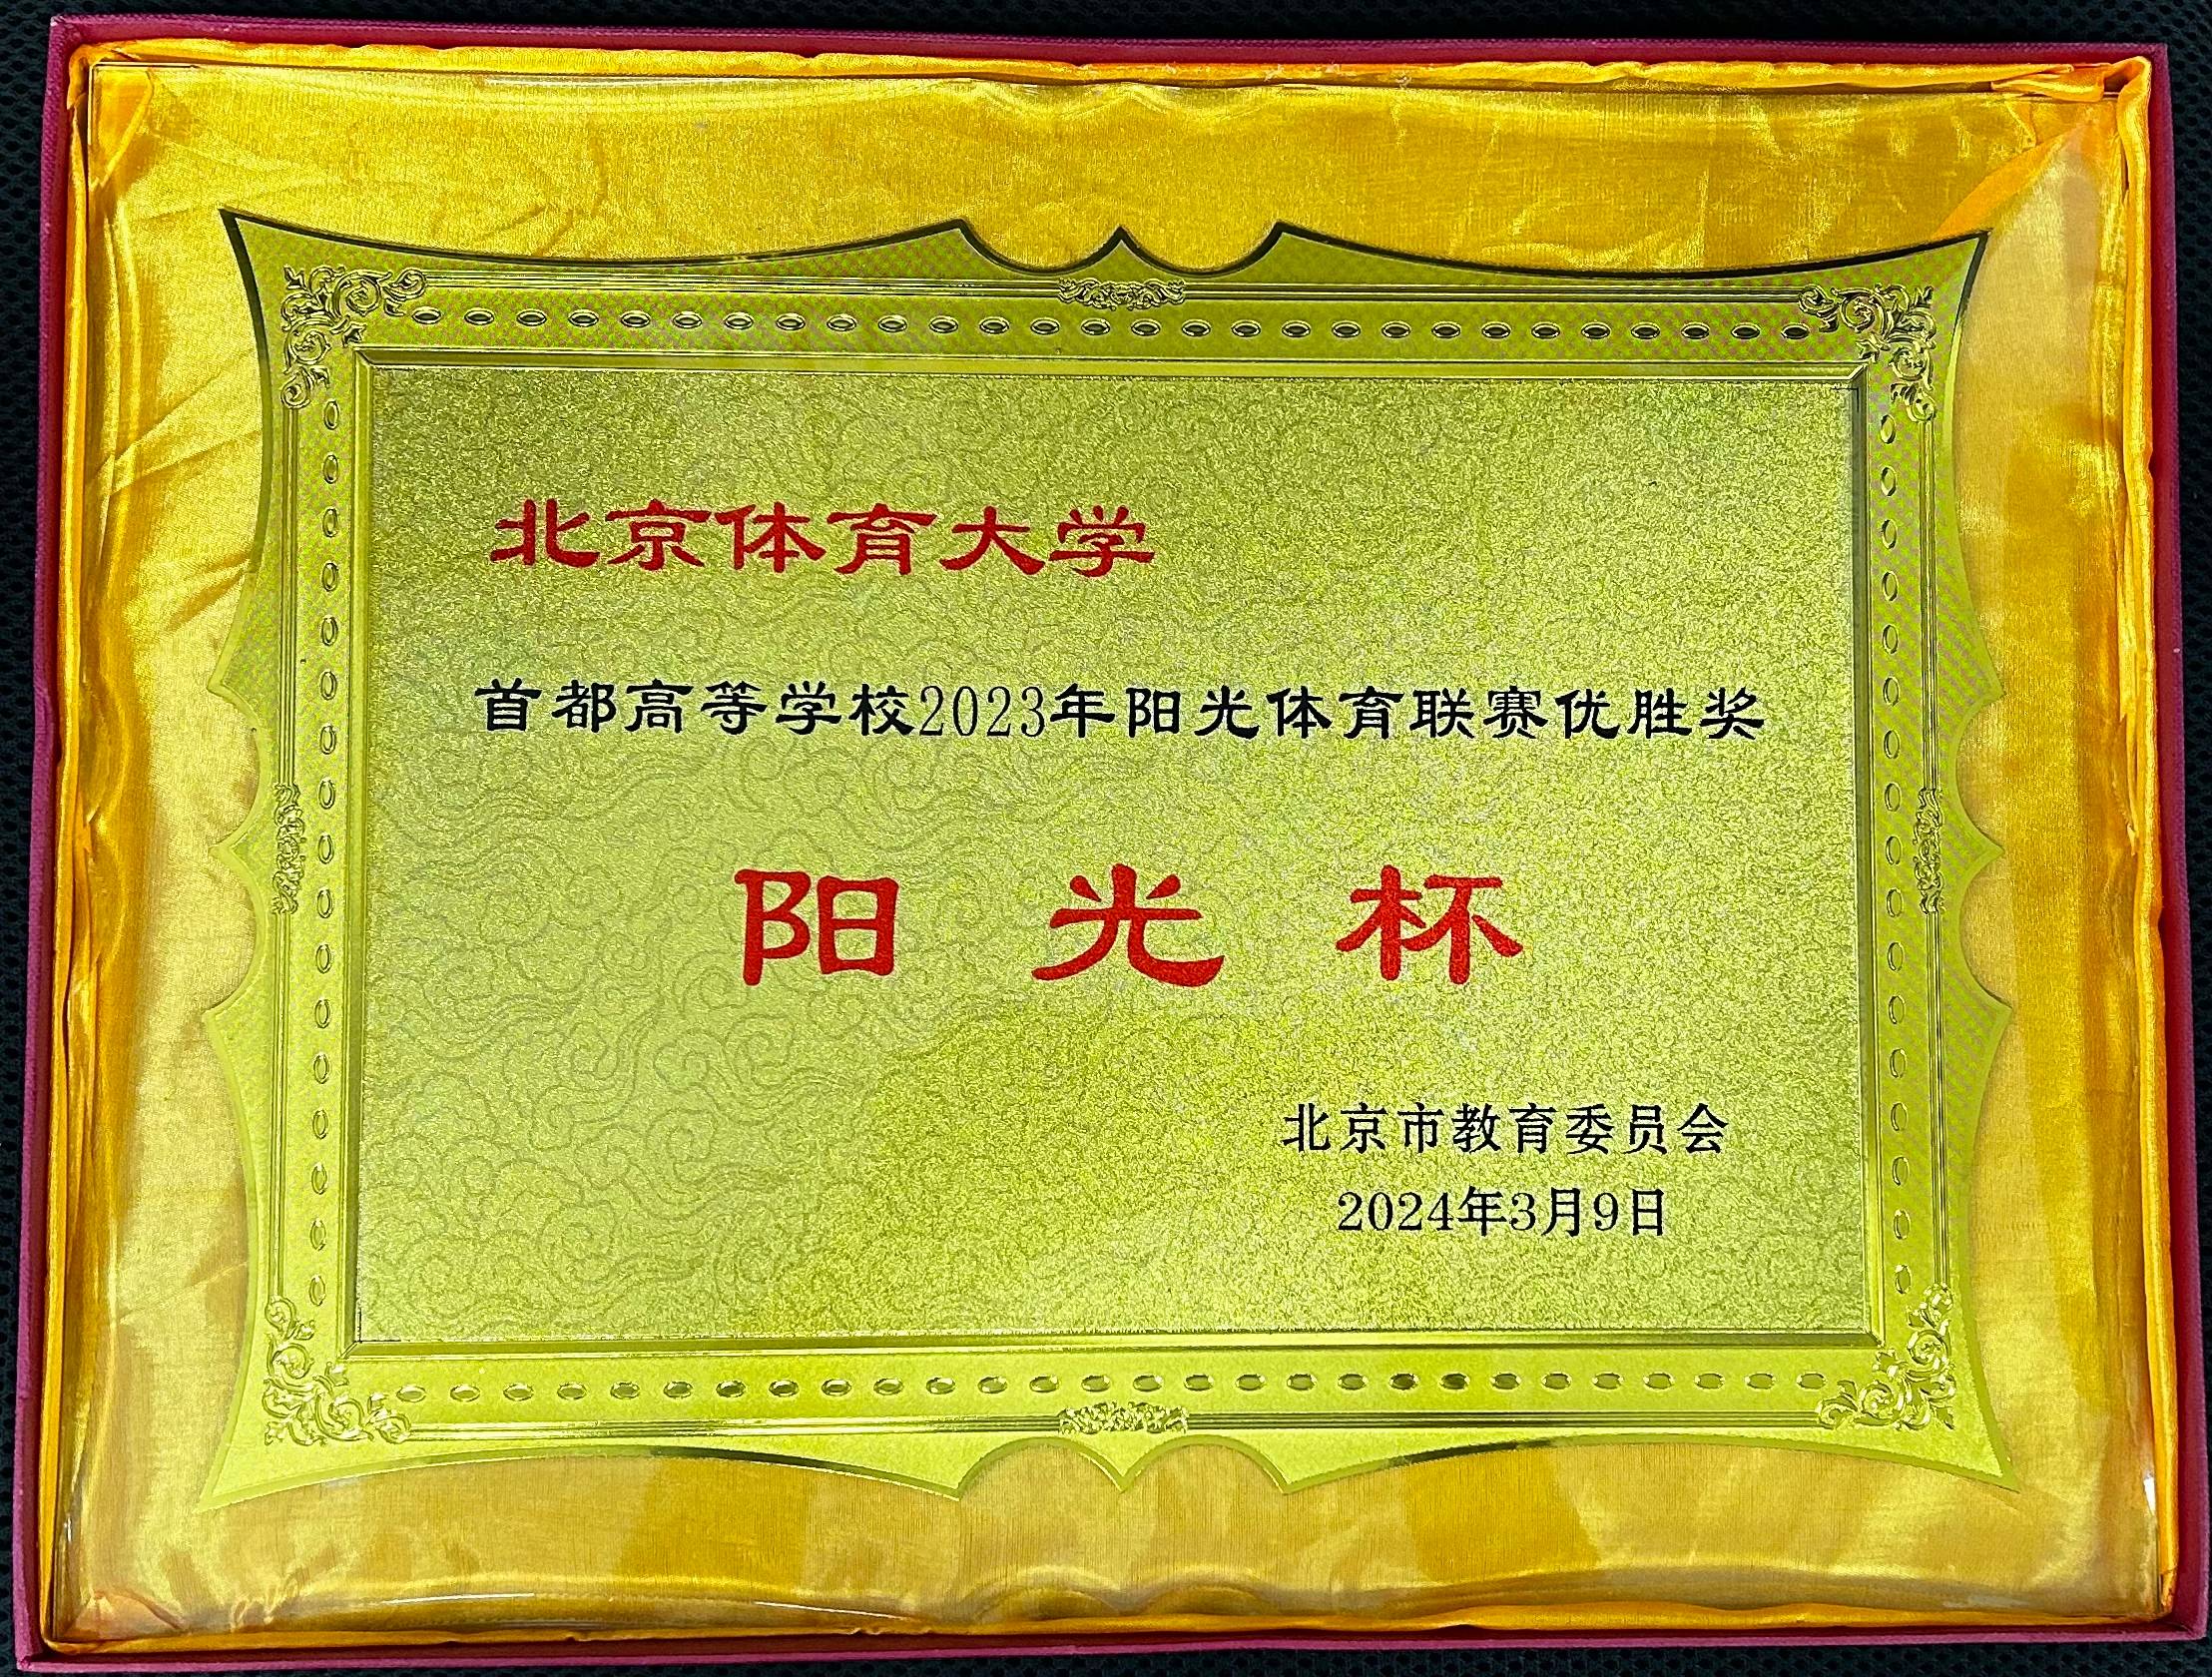 北京体育大学
首都高等学校2023年阳光体育联赛优胜奖
阳光杯
北京市教育委员会
2024年3月9日